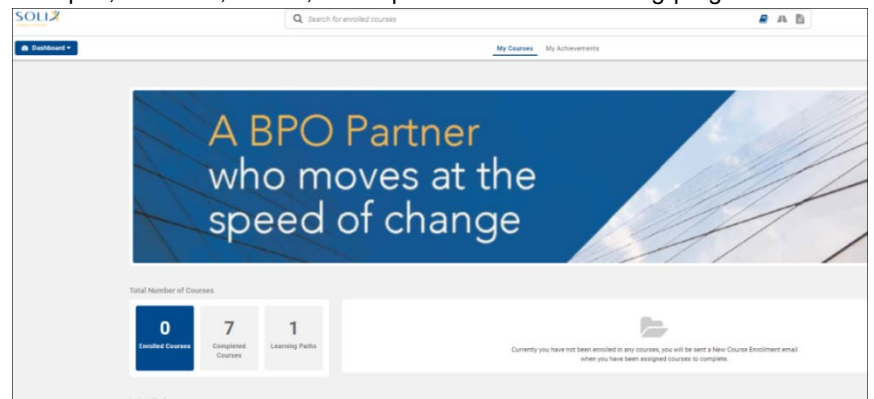 SOLIX
Search for enrolled courses
Dashboard
My Courses My Achievements
A BPO Partner
who moves at the
speed of change
Total Number of Courses
0 7 1
Enrolled Courses Completed Courses Learning Paths
Currently you have not been enrolled in any courses, you will be sent a New Course Enrollment email
when you have been assigned courses to complete.